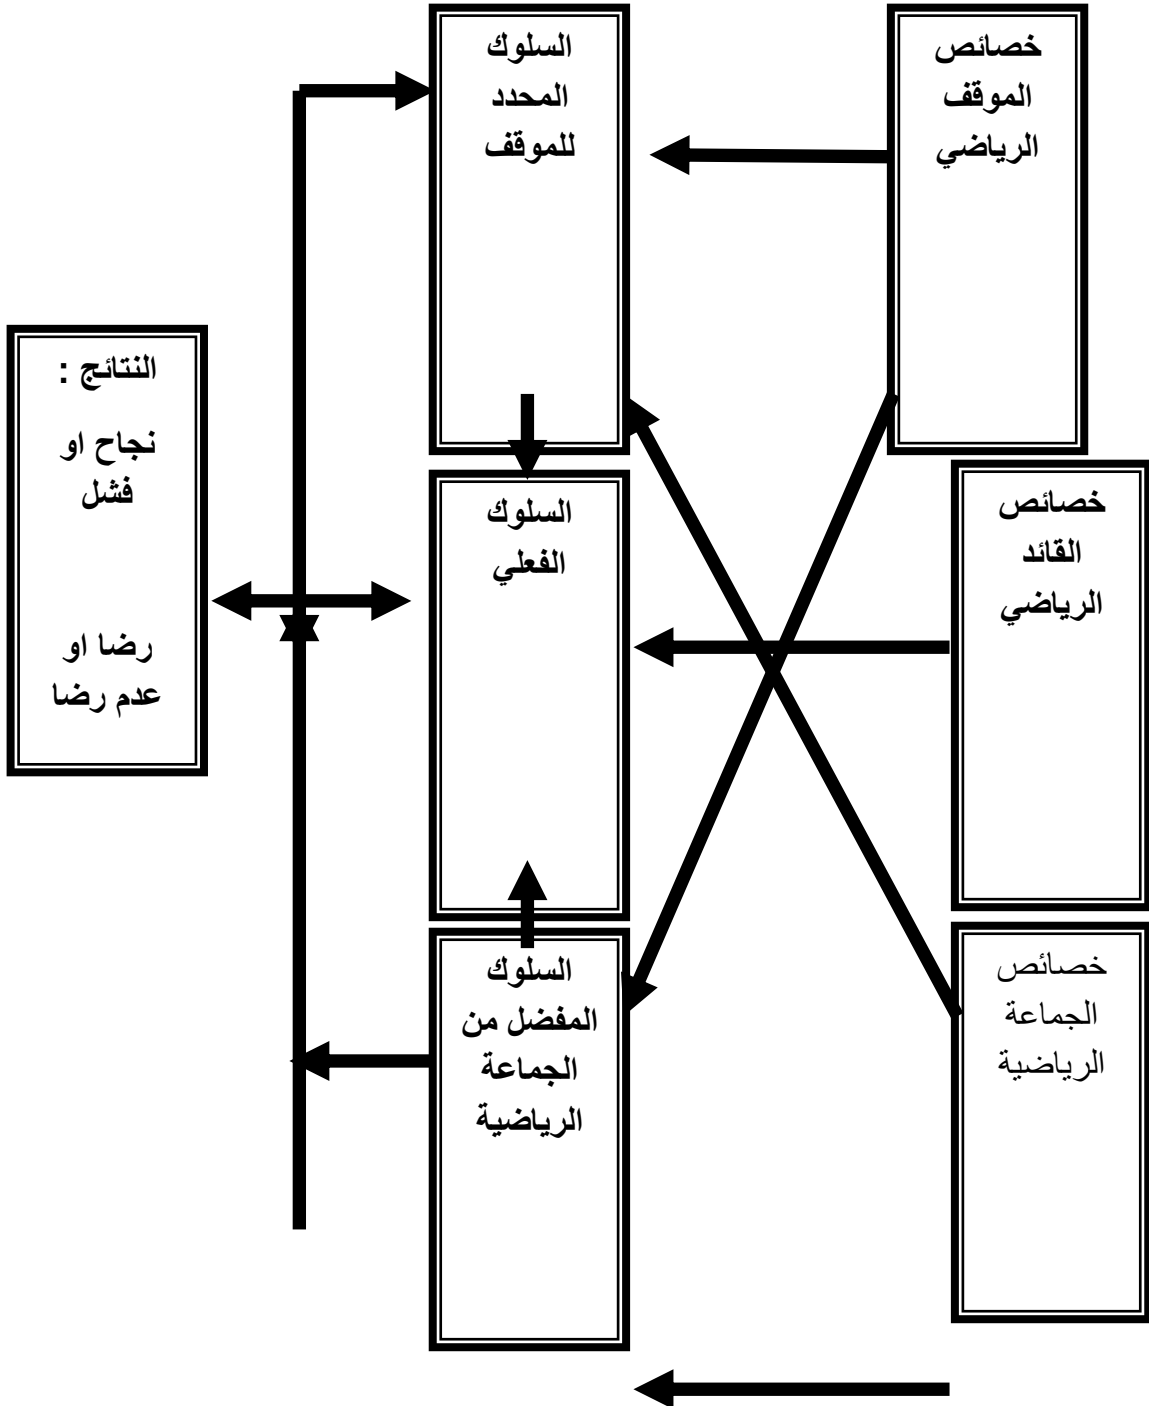 خصائص
الموقف
الرياضي
السلوك
المحدد
للموقف
خصائص
القائد
الرياضي
السلوك
الفعلي
النتائج :
نجاح او
فشل
رضا او
عدم رضا
خصائص
الجماعة
الرياضية
السلوك
المفضل من
الجماعة
الرياضية